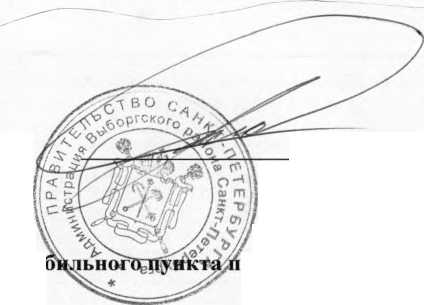 ПРАВИТЕЛЬСТВО САНКТ-ПЕТЕРБУРГА
Администрация Выборгского района Санкт-Петербурга
бильного пункта п